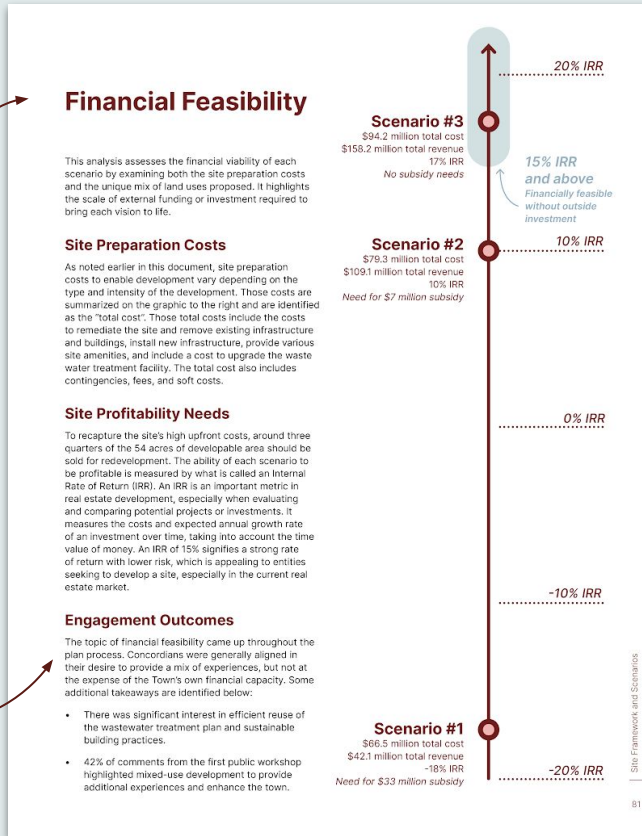 Financial Feasibility
This analysis assesses the financial viability of each
scenario by examining both the site preparation costs
and the unique mix of land uses proposed. It highlights
the scale of external funding or investment required to
bring each vision to life.
Site Preparation Costs
As noted earlier in this document, site preparation
costs to enable development vary depending on the
type and intensity of the development. Those costs are
summarized on the graphic to the right and are identified
as the "total cost". Those total costs include the costs
to remediate the site and remove existing infrastructure
and buildings, install new infrastructure, provide various
site amenities, and include a cost to upgrade the waste
water treatment facility. The total cost also includes
contingencies, fees, and soft costs.
Site Profitability Needs
To recapture the site's high upfront costs, around three
quarters of the 54 acres of developable area should be
sold for redevelopment. The ability of each scenario to
be profitable is measured by what is called an Internal
Rate of Return (IRR). An IRR is an important metric in
real estate development, especially when evaluating
and comparing potential projects or investments. It
measures the costs and expected annual growth rate
of an investment over time, taking into account the time
value of money. An IRR of 15% signifies a strong rate
of return with lower risk, which is appealing to entities
seeking to develop a site, especially in the current real
estate market.
Engagement Outcomes
The topic of financial feasibility came up throughout the
plan process. Concordians were generally aligned in
their desire to provide a mix of experiences, but not at
the expense of the Town's own financial capacity. Some
additional takeaways are identified below:
• There was significant interest in efficient reuse of
the wastewater treatment plan and sustainable
building practices.
• 42% of comments from the first public workshop
highlighted mixed-use development to provide
additional experiences and enhance the town.
20% IRR
Scenario #3
$94.2 million total cost
$158.2 million total revenue
17% IRR
No subsidy needs
15% IRR
and above
Financially feasible
without outside
investment
Scenario #2
$79.3 million total cost
$109.1 million total revenue
10% IRR
Need for $7 million subsidy
10% IRR
0% IRR
-10% IRR
Scenario #1
$66.5 million total cost
$42.1 million total revenue
-18% IRR
Need for $33 million subsidy
-20% IRR
Site Framework and Scenarios
81